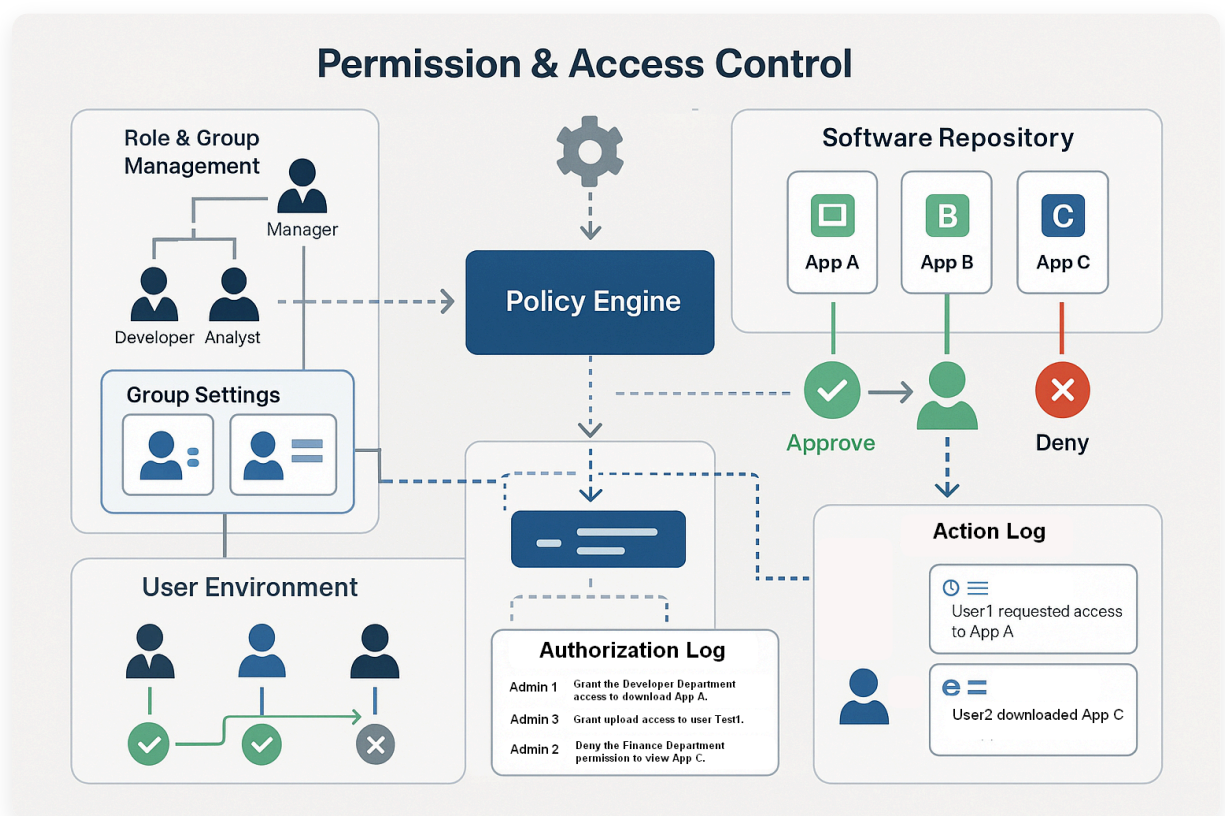 Permission & Access Control
Role & Group
Management
Manager
Developer
Analyst
Group Settings
Policy Engine
Software Repository
App A
B
App B
C
App C
Approve
Deny
User Environment
Authorization Log
Admin 1
Grant the Developer Department
access to download App A.
Admin 3
Grant upload access to user Test1.
Admin 2
Deny the Finance Department
permission to view App C.
Action Log
User1 requested access
to App A
User2 downloaded App C